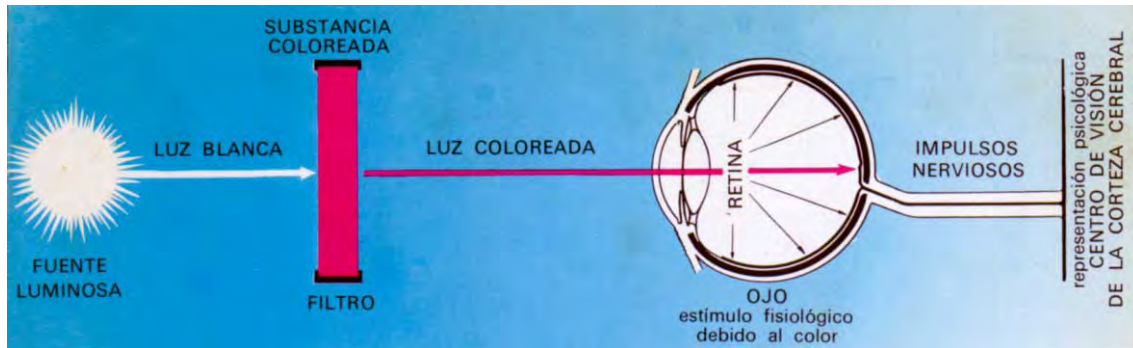 SUBSTANCIA
COLOREADA
LUZ BLANCA
FUENTE
LUMINOSA
FILTRO
LUZ COLOREADA
RETINA
OJO
estímulo fisiológico
debido al color
IMPULSOS
NERVIOSOS
representación psicológica
CENTRO DE VISIÓN
DE LA CORTEZA CEREBRAL